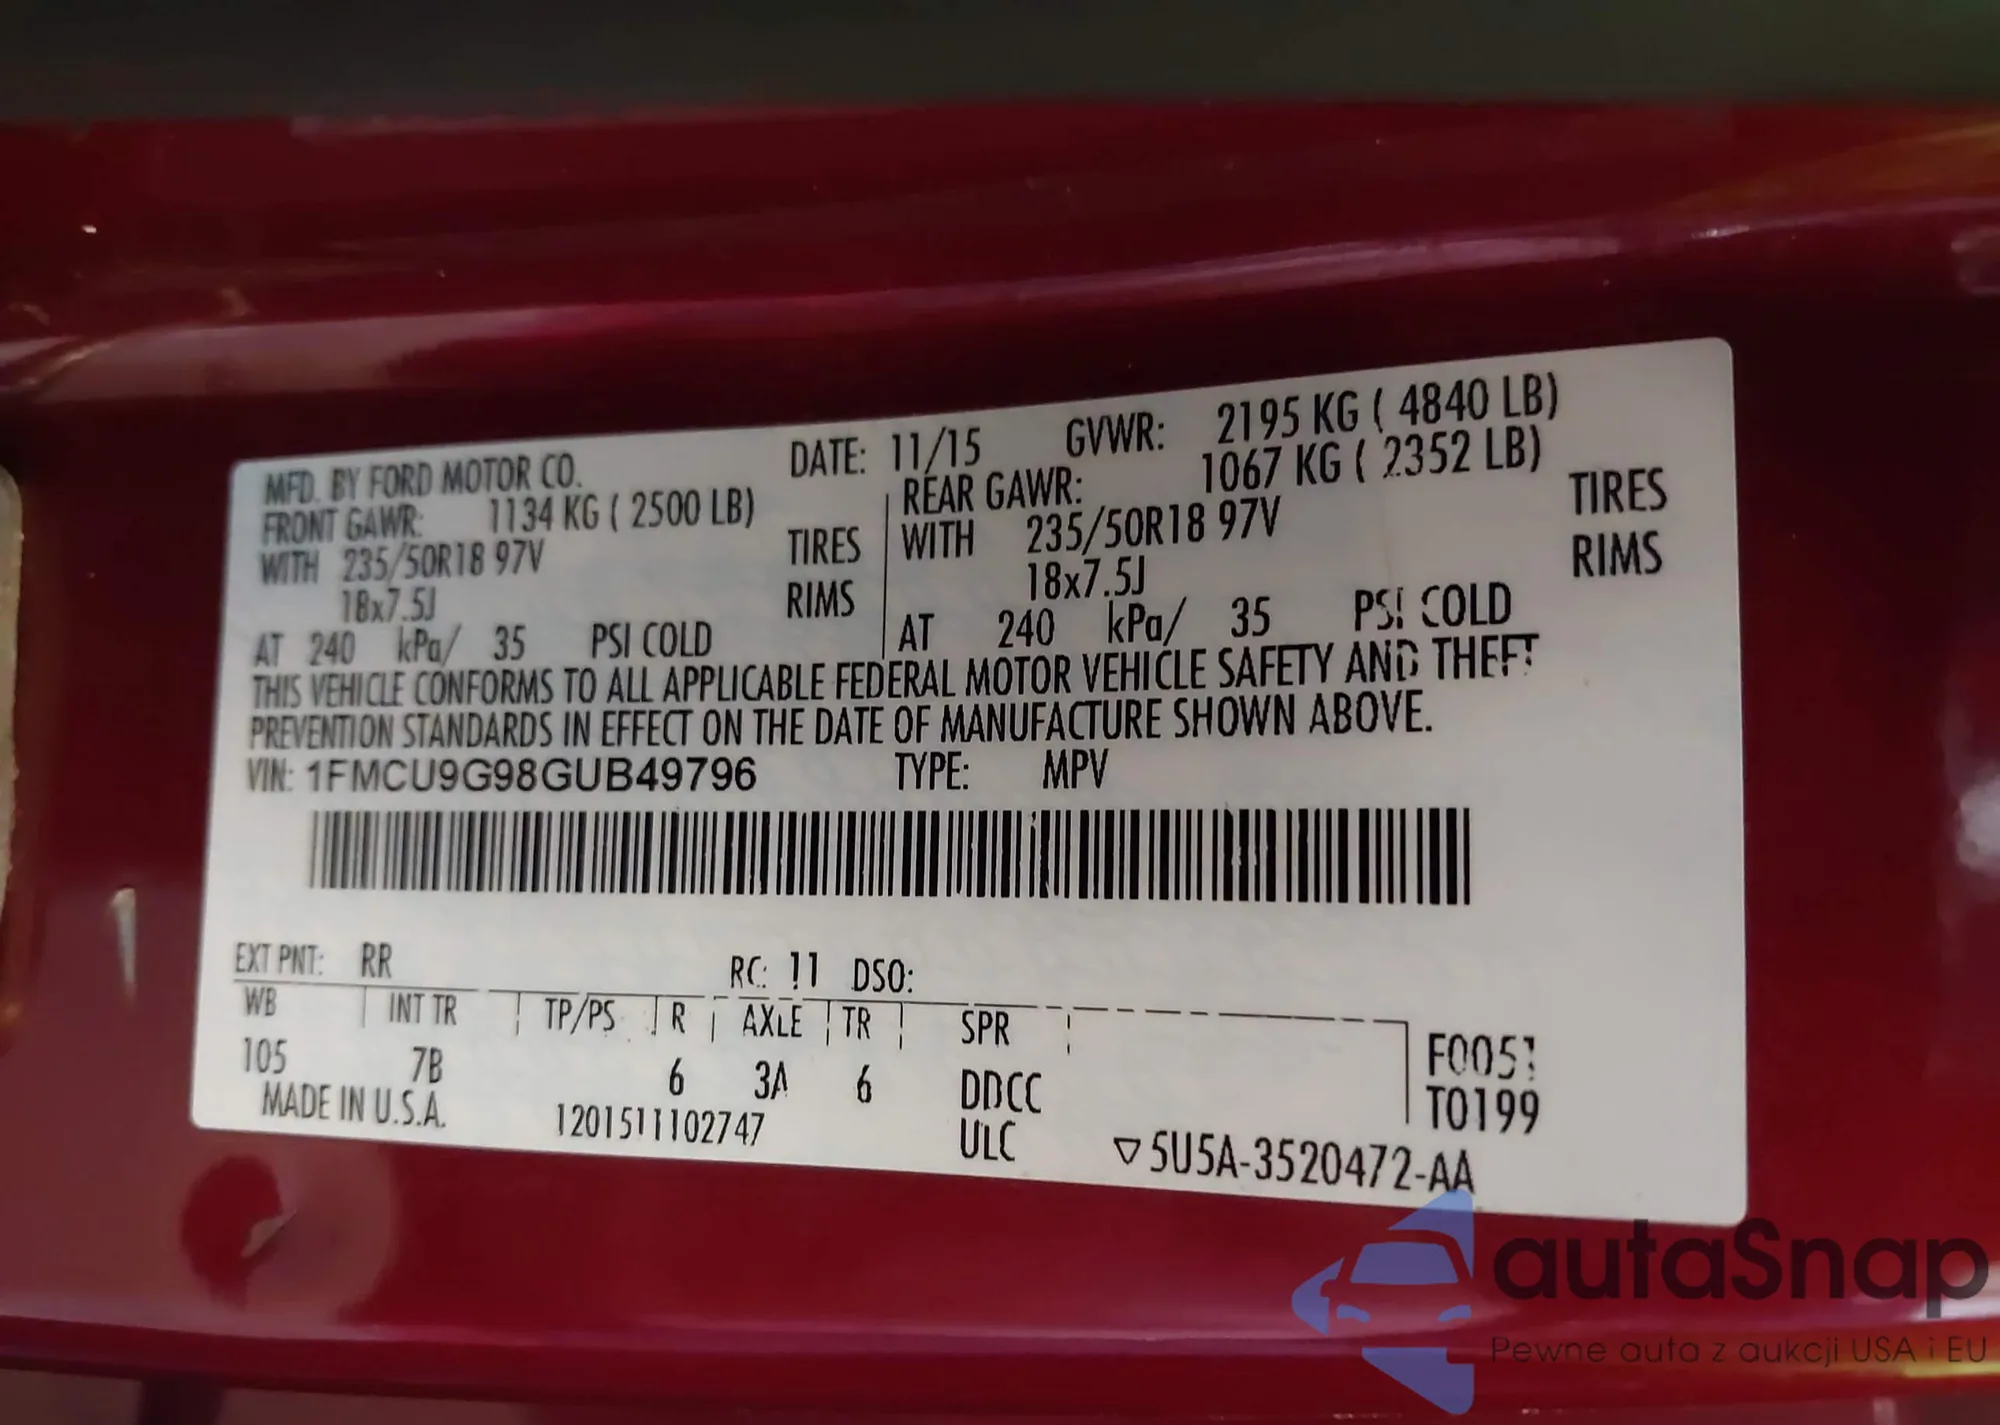 MFD. BY FORD MOTOR CO. DATE: 11/15 GVWR: 2195 KG ( 4840 LB)
FRONT GAWR: 1134 KG ( 2500 LB) REAR GAWR: 1067 KG ( 2352 LB)
WITH 235/50R18 97V TIRES WITH 235/50R18 97V TIRES
18x7.5J RIMS 18x7.5J RIMS
AT 240 kPa/ 35 PSI COLD AT 240 kPa/ 35 PSI COLD
THIS VEHICLE CONFORMS TO ALL APPLICABLE FEDERAL MOTOR VEHICLE SAFETY AND THEFT
PREVENTION STANDARDS IN EFFECT ON THE DATE OF MANUFACTURE SHOWN ABOVE.
VIN: 1FMCU9G98GUB49796 TYPE: MPV
EXT PNT: RR RC: 11 DSO:
WB INT TR TP/PS R AXLE TR SPR
105 7B 6 3A 6 DDCC
F0051
T0199
MADE IN U.S.A. 1201511102747 ULC ▽5U5A-3520472-AA
autaSnap
Pewne auta z aukcji USA i EU